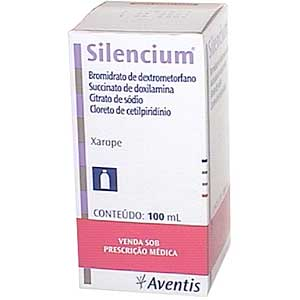 Silencium®
Bromidrato de dextrometorfano
Succinato de doxilamina
Citrato de sódio
Cloreto de cetilpiridínio
Xarope
CONTEÚDO: 100 mL
VENDA SOB
PRESCRIÇÃO MÉDICA
Aventis